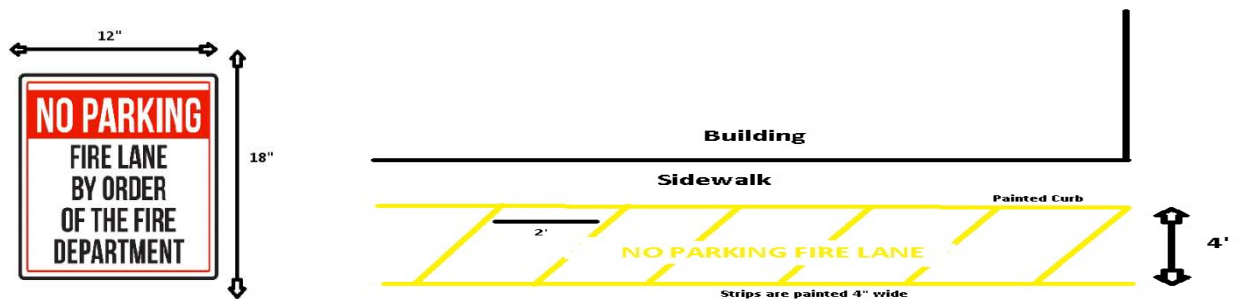 12"
NO PARKING
FIRE LANE
BY ORDER
OF THE FIRE
DEPARTMENT
18"
Building
Sidewalk
Painted Curb
2'
NO PARKING FIRE LANE
4'
Strips are painted 4" wide